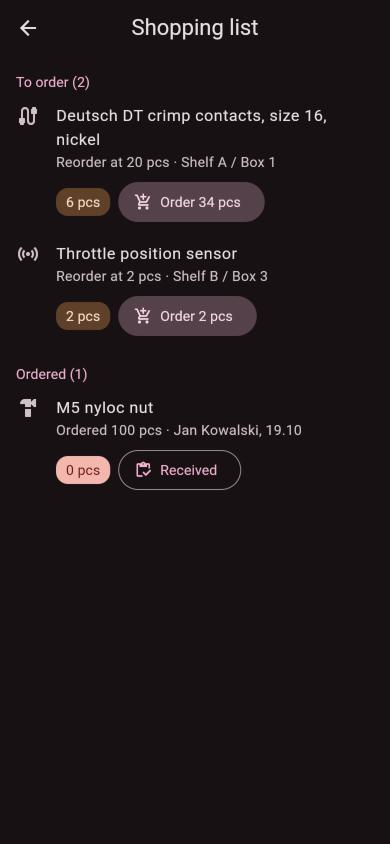 Shopping list
To order (2)
Deutsch DT crimp contacts, size 16,
nickel
Reorder at 20 pcs · Shelf A / Box 1
6 pcs
Order 34 pcs
Throttle position sensor
Reorder at 2 pcs · Shelf B / Box 3
2 pcs
Order 2 pcs
Ordered (1)
M5 nyloc nut
Ordered 100 pcs · Jan Kowalski, 19.10
0 pcs
Received